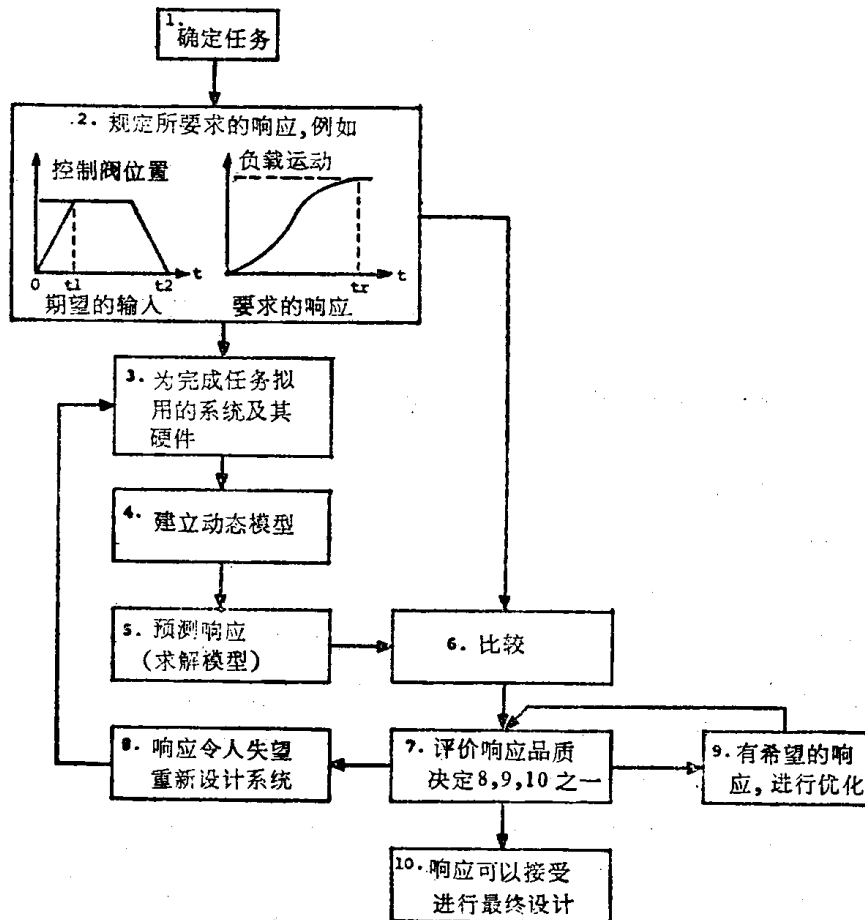 1.
确定任务
2. 规定所要求的响应,例如
控制阀位置
负载运动
t
t
0
t1
t2
tr
期望的输入
要求的响应
3. 为完成任务拟
用的系统及其
硬件
4. 建立动态模型
5. 预测响应
(求解模型)
6. 比较
8. 响应令人失望
重新设计系统
7. 评价响应品质
决定8,9,10之一
9. 有希望的响
应,进行优化
10. 响应可以接受
进行最终设计